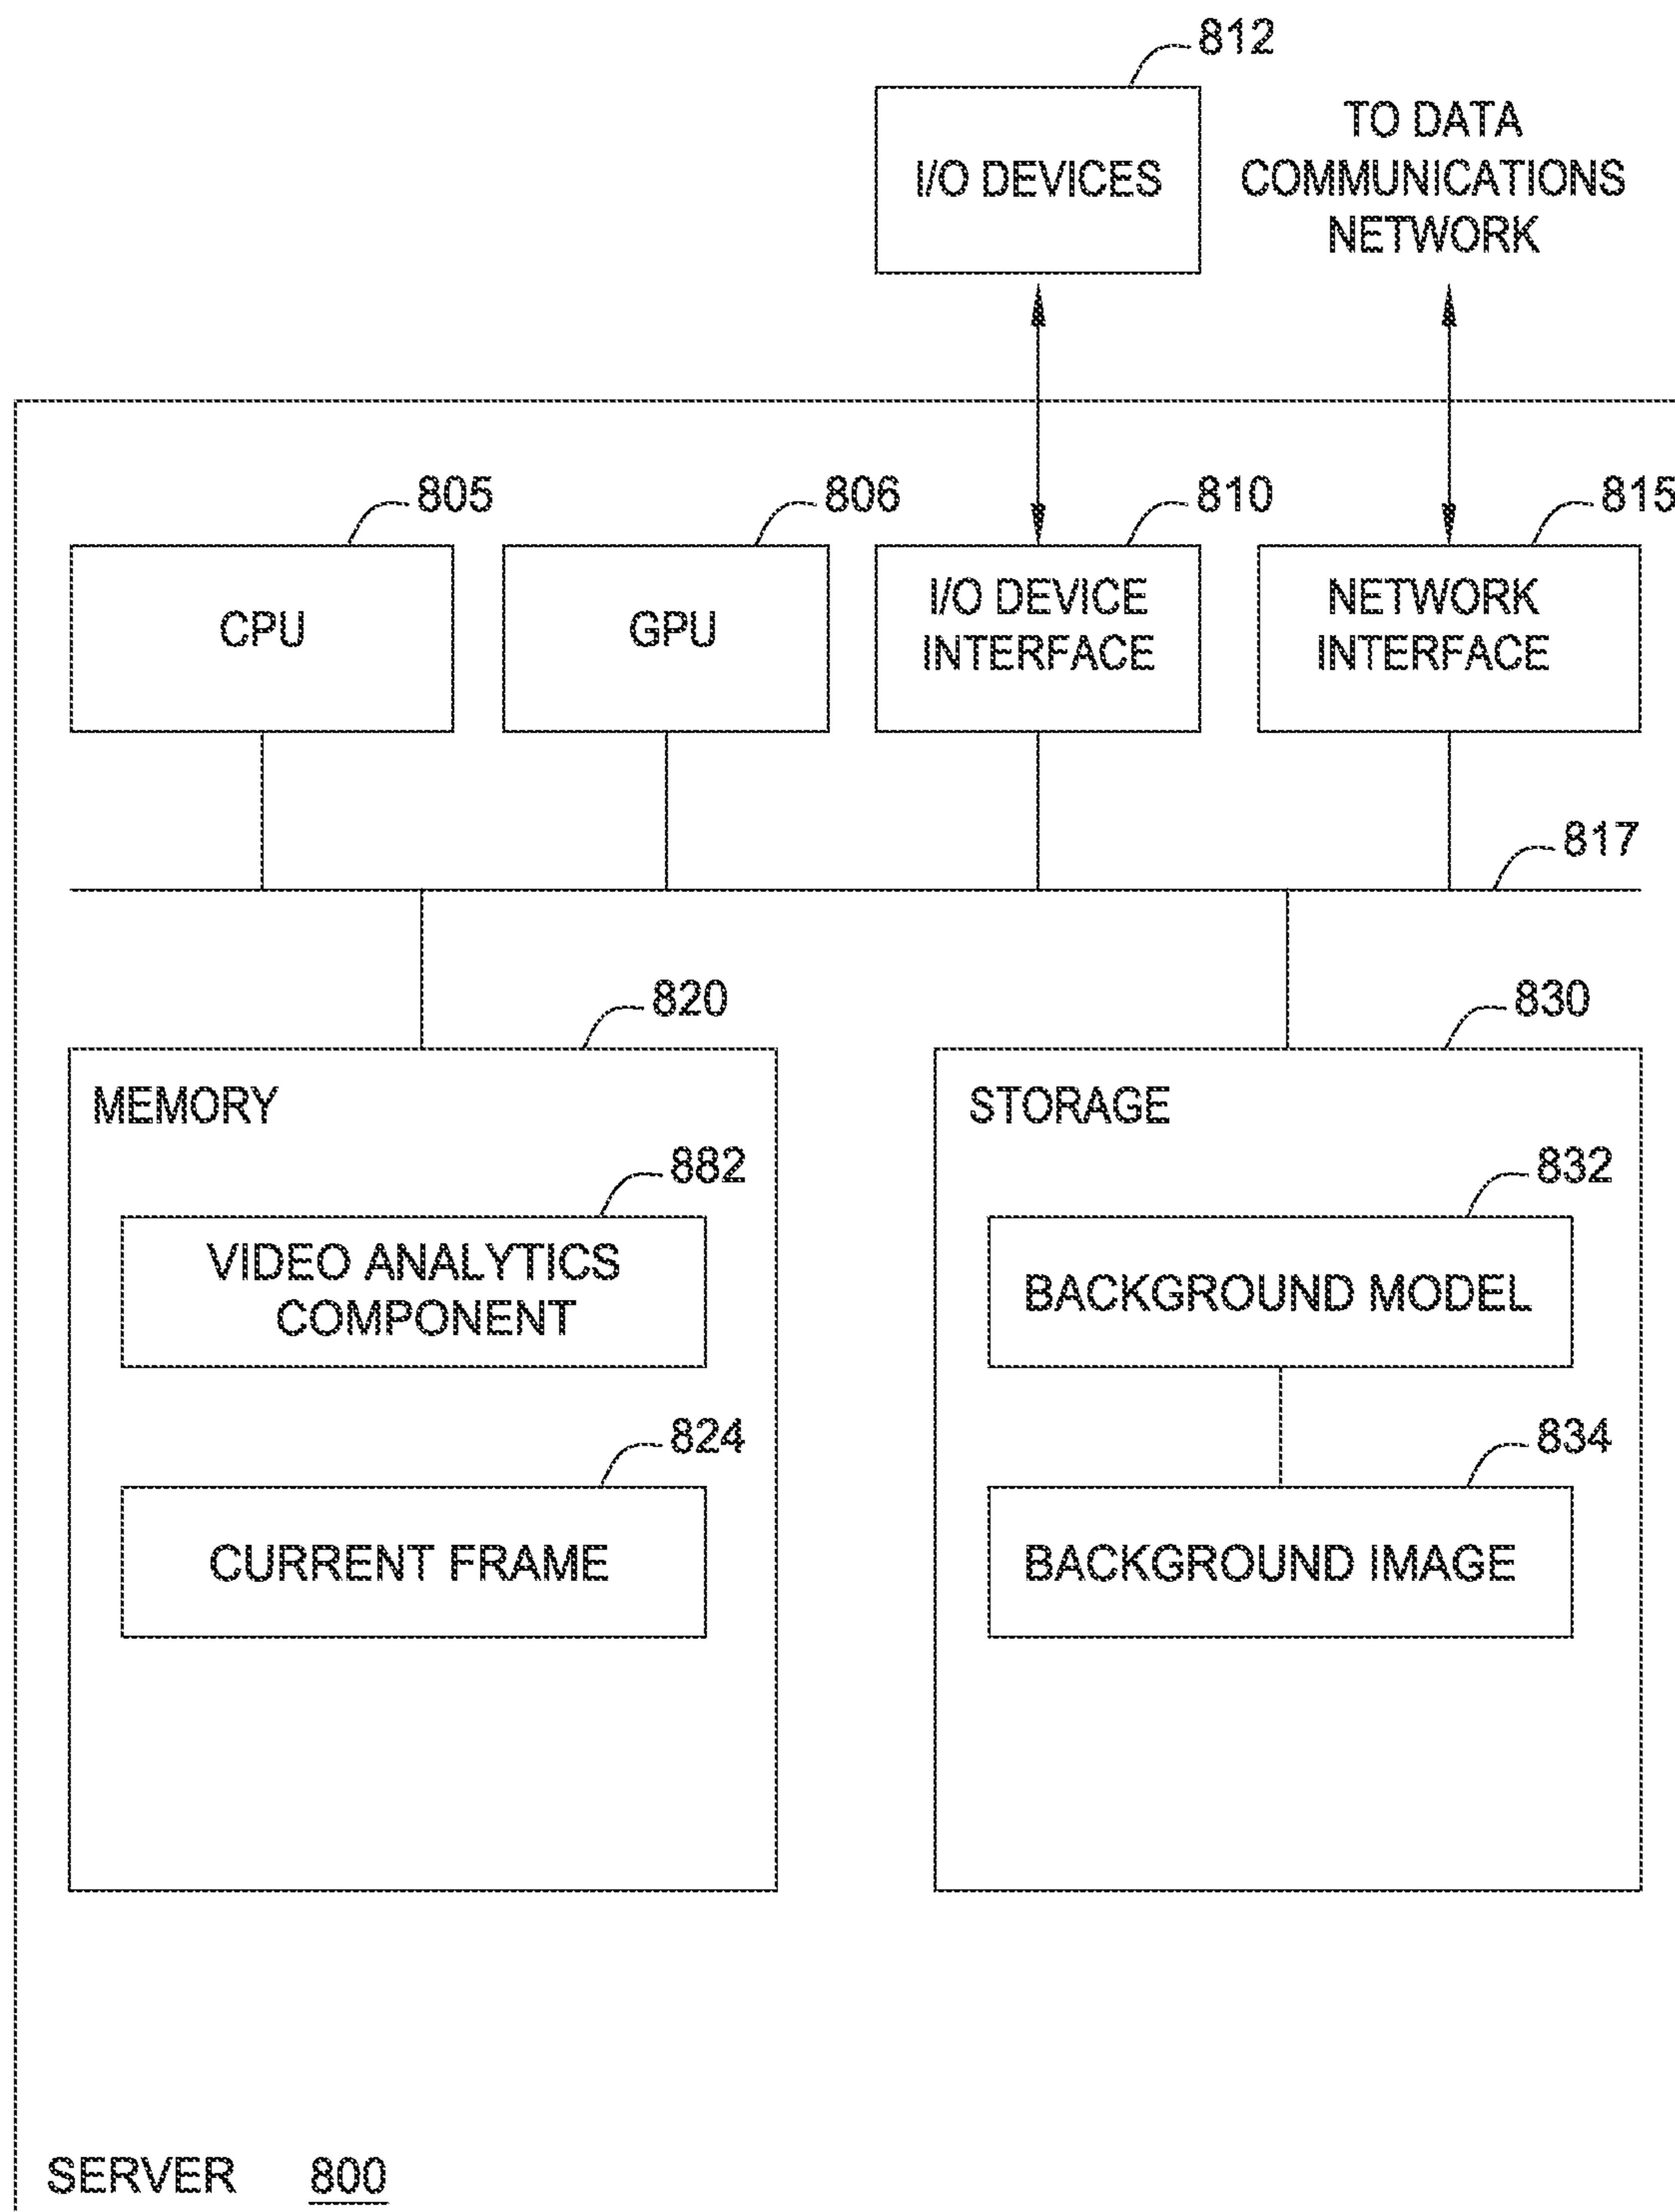 812
I/O DEVICES
TO DATA
COMMUNICATIONS
NETWORK
805
806
810
815
CPU
GPU
I/O DEVICE
INTERFACE
NETWORK
INTERFACE
817
820
830
MEMORY
882
VIDEO ANALYTICS
COMPONENT
824
CURRENT FRAME
STORAGE
832
BACKGROUND MODEL
834
BACKGROUND IMAGE
SERVER 800